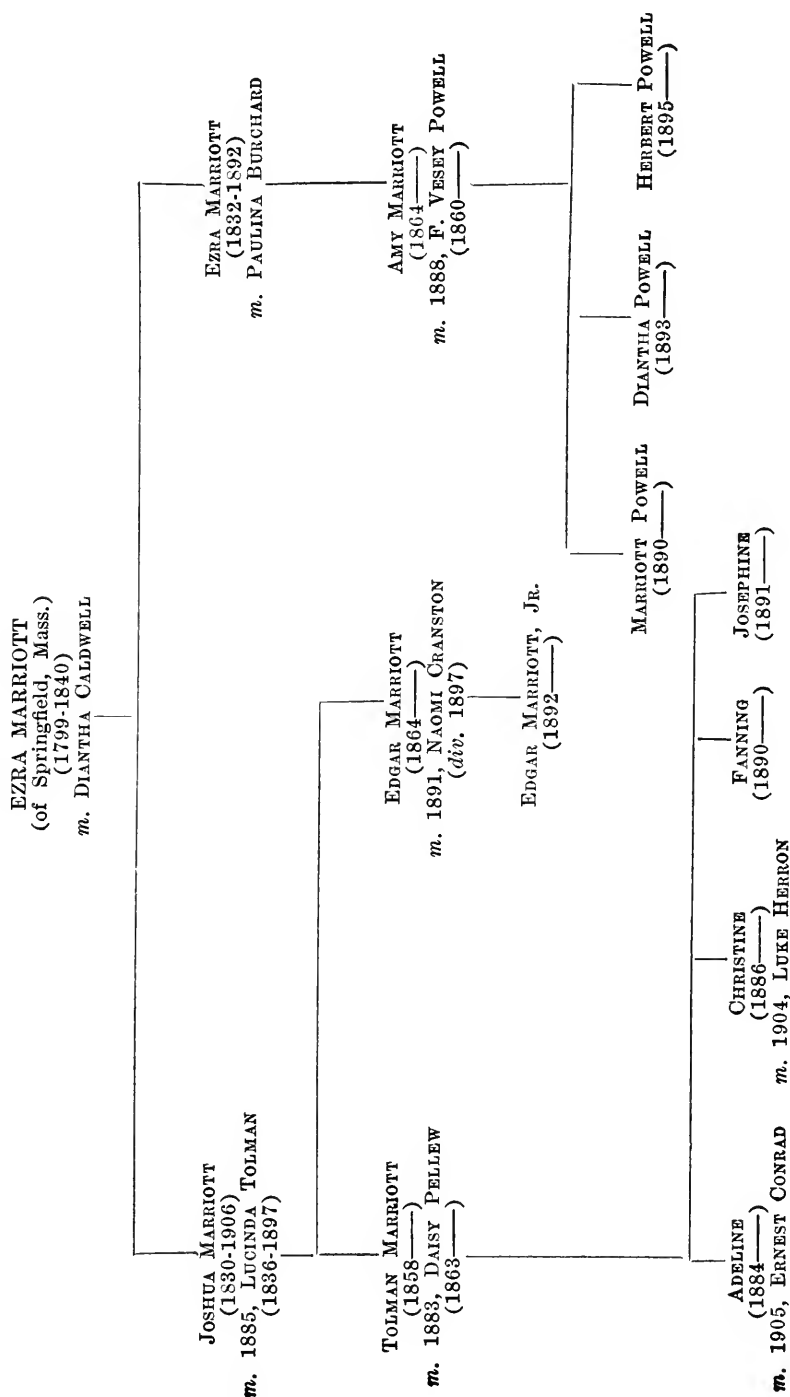 EZRA MARRIOTT
(of Springfield, Mass.)
(1799-1840)
m. DIANTHA CALDWELL
JOSHUA MARRIOTT
(1830-1906)
m. 1885, LUCINDA TOLMAN
(1836-1897)
EZRA MARRIOTT
(1832-1892)
m. PAULINA BURCHARD
TOLMAN MARRIOTT
(1858——)
m. 1883, DAISY PELLEW
(1863——)
EDGAR MARRIOTT
(1864——)
m. 1891, NAOMI CRANSTON
(div. 1897)
AMY MARRIOTT
(1864——)
m. 1888, F. VESEY POWELL
(1860——)
EDGAR MARRIOTT, JR.
(1892——)
MARRIOTT POWELL
(1890——)
DIANTHA POWELL
(1893——)
HERBERT POWELL
(1895——)
ADELINE
(1884——)
m. 1905, ERNEST CONRAD
CHRISTINE
(1886——)
m. 1904, LUKE HERRON
FANNING
(1890——)
JOSEPHINE
(1891——)